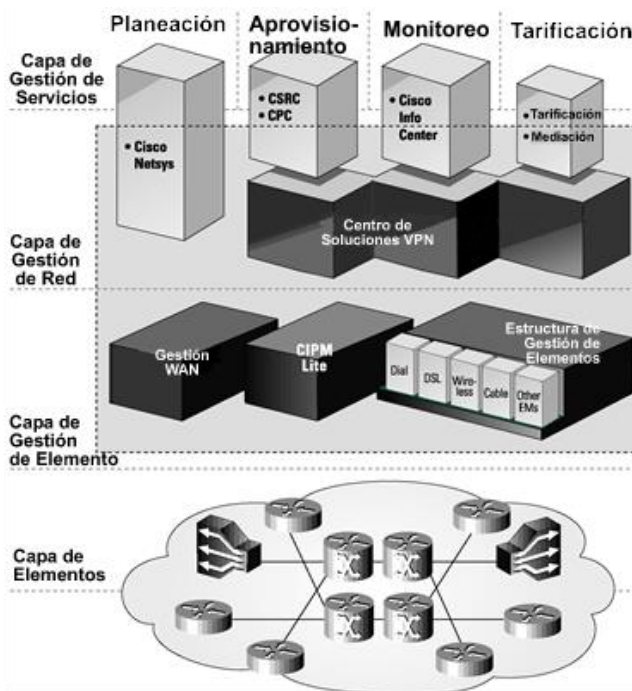 Planeación
Aprovisio-
namiento
Monitoreo
Tarificación
Capa de
Gestión de
Servicios
• Cisco
Netsys
• CSRC
• CPC
• Cisco
Info
Center
• Tarificación
• Mediación
Capa de
Gestión
de Red
Centro de
Soluciones VPN
Capa de
Gestión
de Elemento
Gestión
WAN
CIPM
Lite
Estructura de
Gestión de
Elementos
Dial
DSL
Wire-
less
Cable
Other
EMs
Capa de
Elementos